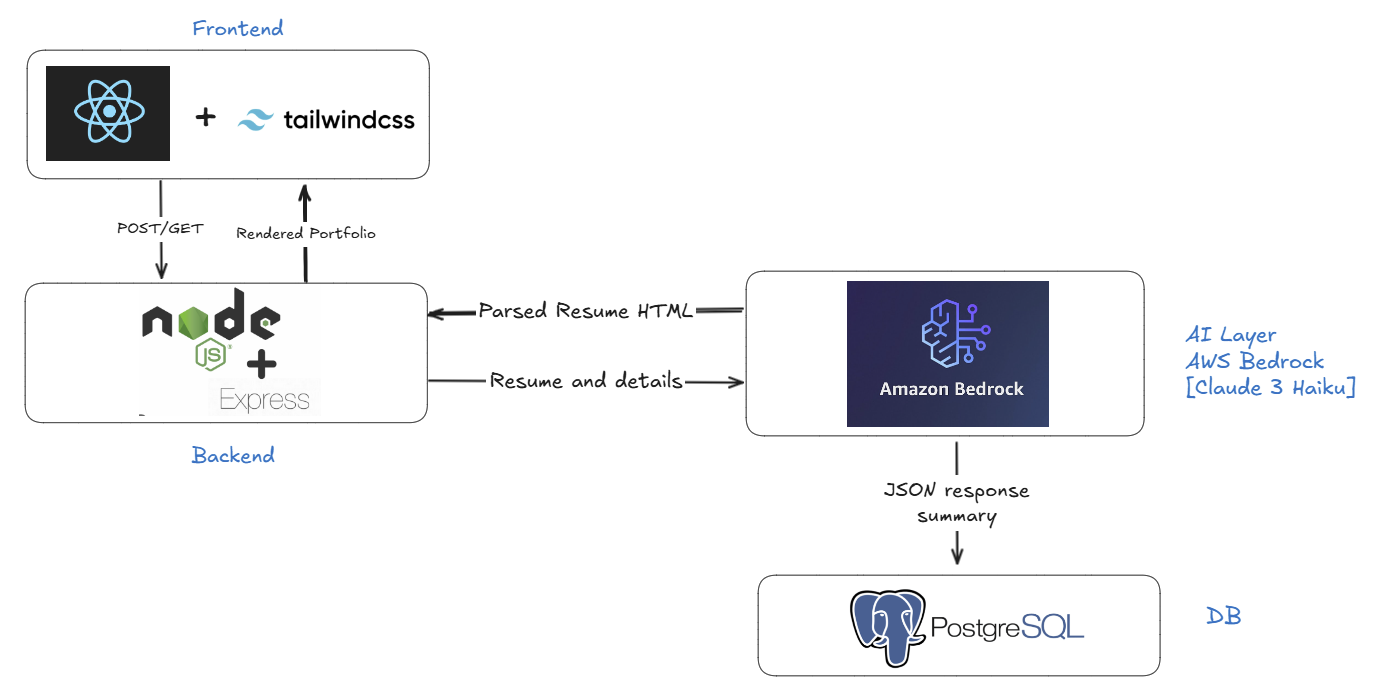 Frontend
+ tailwindcss
POST/GET
Rendered Portfolio
node
JS
+
Express
Backend
Parsed Resume HTML
Resume and details
Amazon Bedrock
AI Layer
AWS Bedrock
[Claude 3 Haiku]
JSON response
summary
PostgreSQL
DB